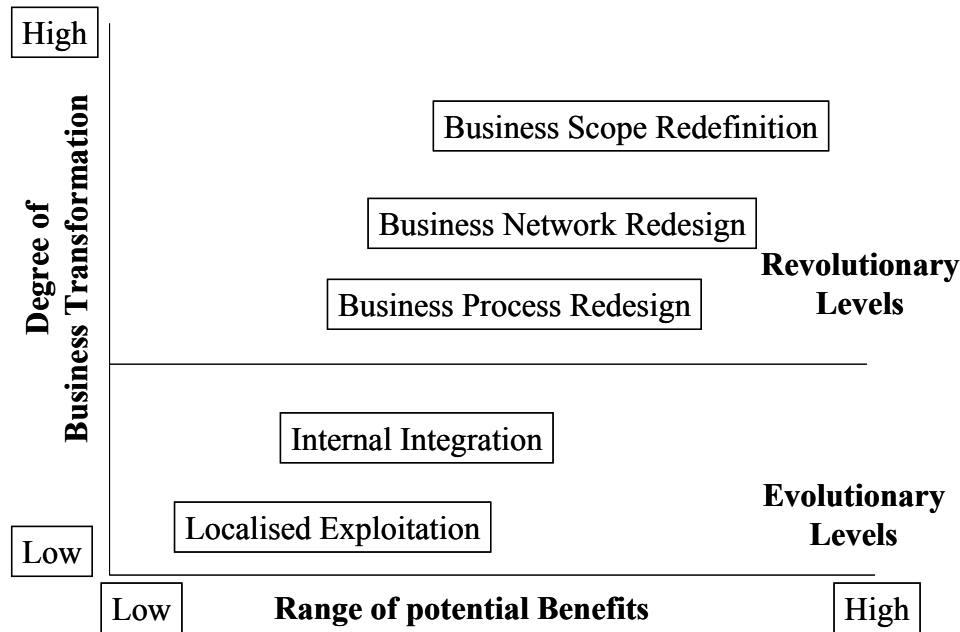 High
Business Scope Redefinition
Degree of
Business Transformation
Business Network Redesign
Revolutionary
Levels
Business Process Redesign
Internal Integration
Evolutionary
Levels
Localised Exploitation
Low
Low
Range of potential Benefits
High